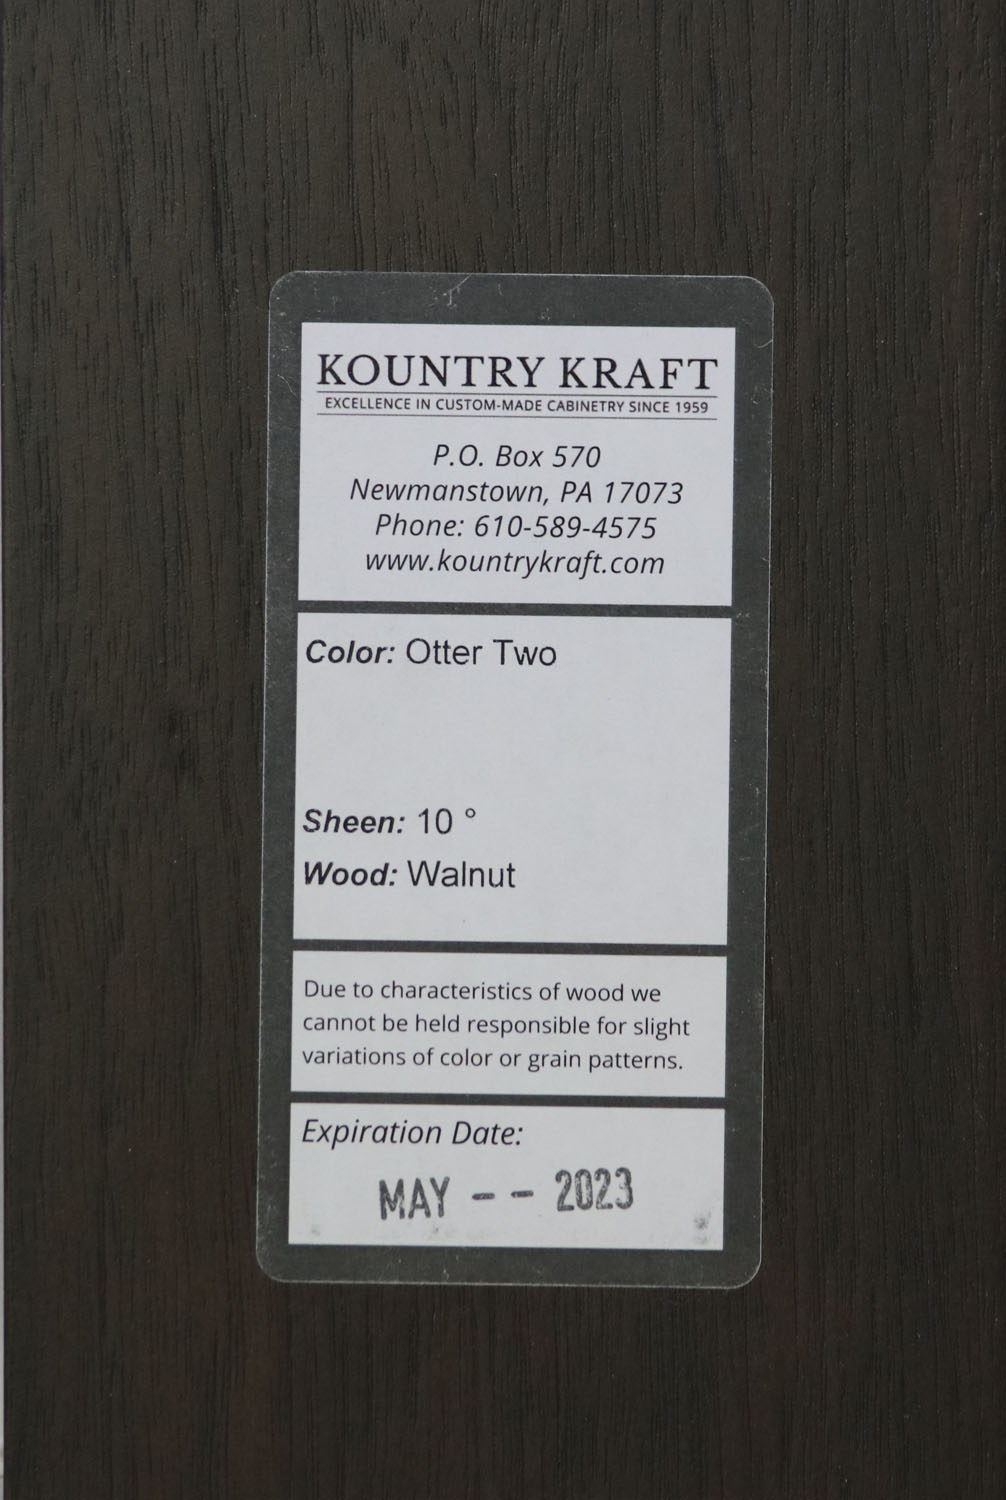 KOUNTRY KRAFT
EXCELLENCE IN CUSTOM-MADE CABINETRY SINCE 1959
P.O. Box 570
Newmanstown, PA 17073
Phone: 610-589-4575
www.kountrykraft.com
Color: Otter Two
Sheen: 10 °
Wood: Walnut
Due to characteristics of wood we
cannot be held responsible for slight
variations of color or grain patterns.
Expiration Date:
MAY -- 2023